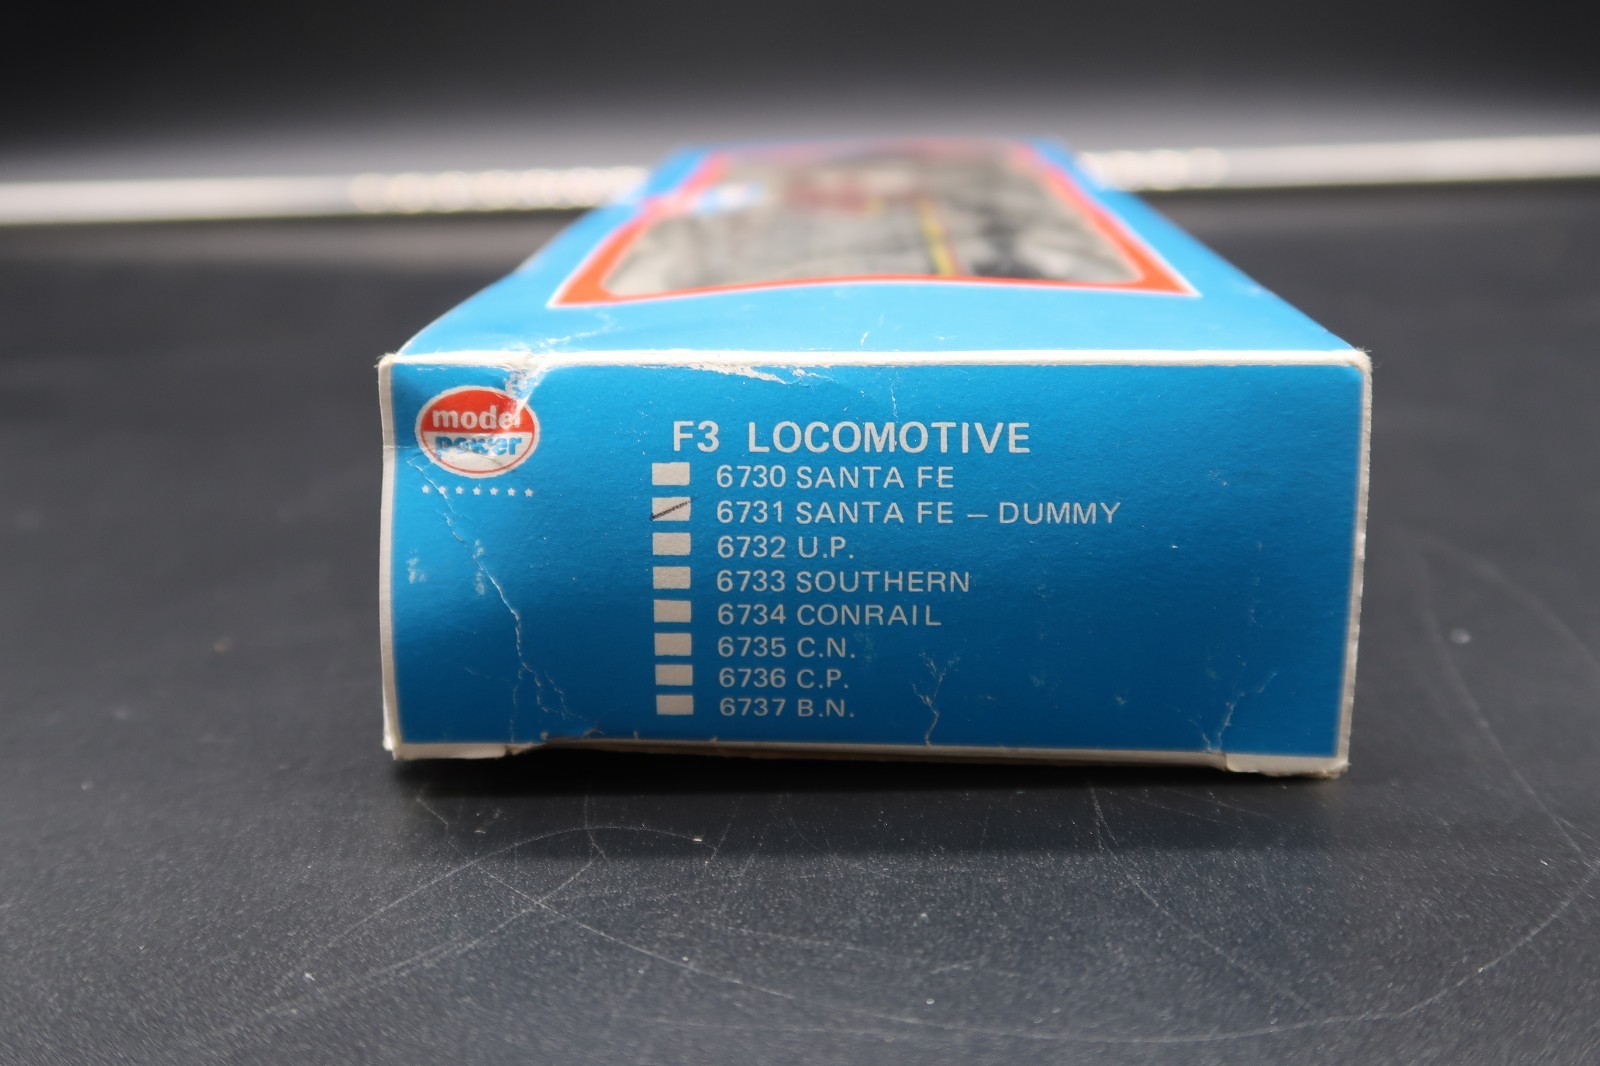 model
power
F3 LOCOMOTIVE
6730 SANTA FE
6731 SANTA FE – DUMMY
6732 U.P.
6733 SOUTHERN
6734 CONRAIL
6735 C.N.
6736 C.P.
6737 B.N.